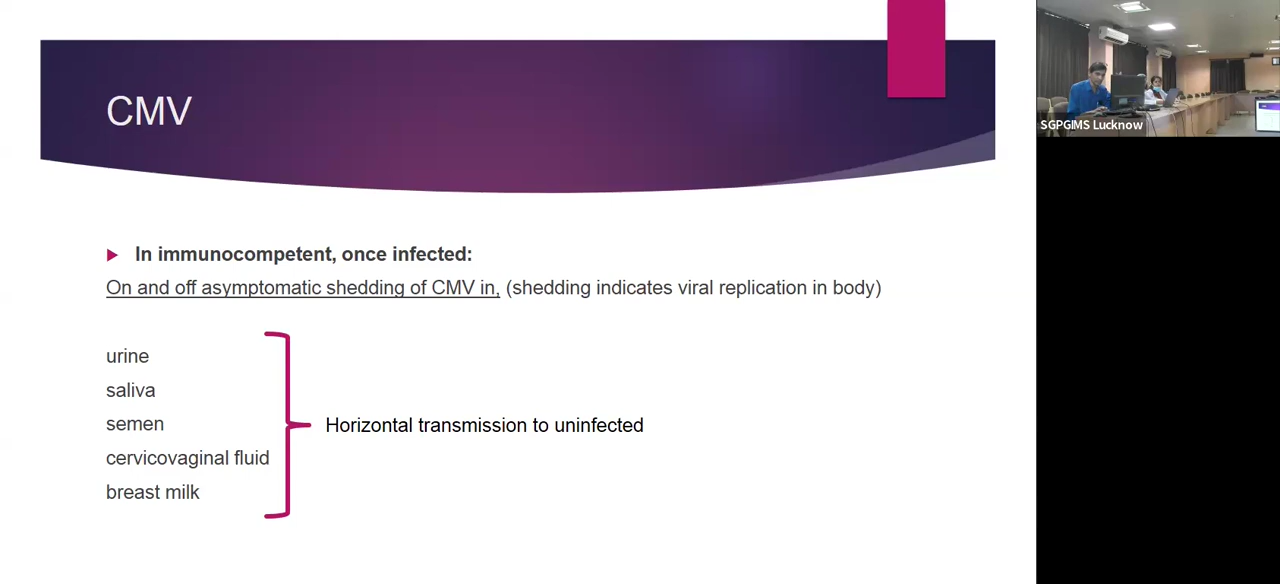 CMV
In immunocompetent, once infected:
On and off asymptomatic shedding of CMV in, (shedding indicates viral replication in body)
urine
saliva
semen
cervicovaginal fluid
breast milk
Horizontal transmission to uninfected
SGPGIMS Lucknow